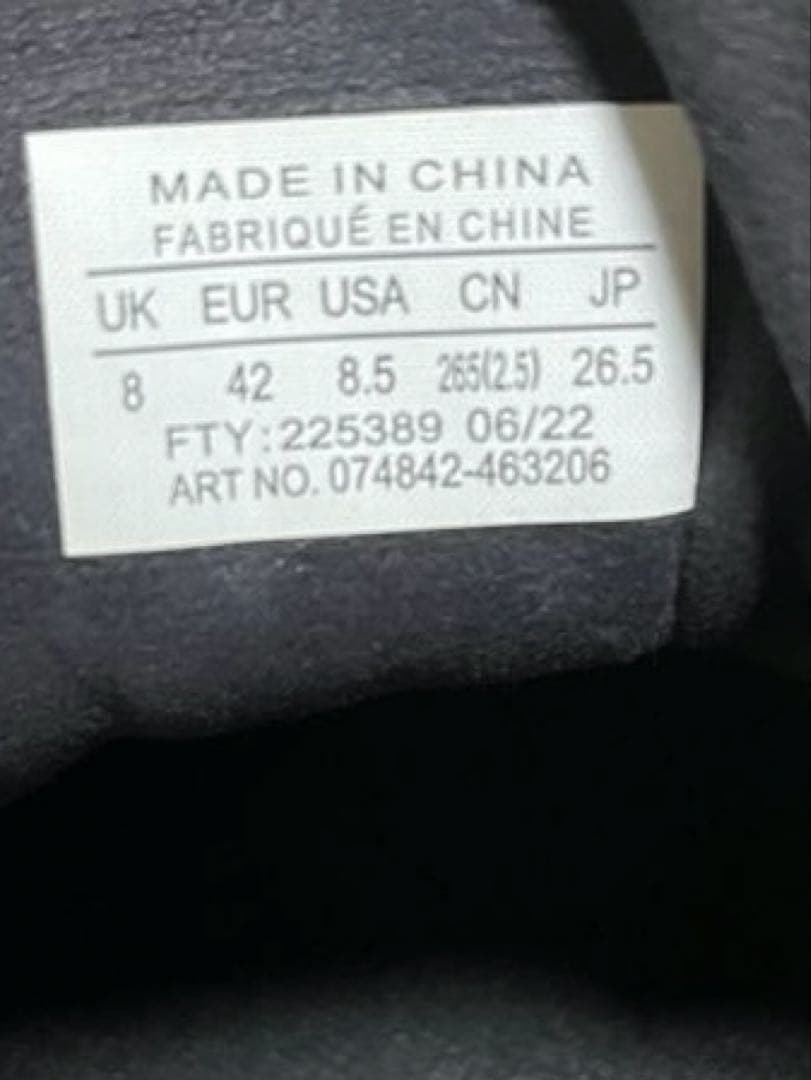 MADE IN CHINA
FABRIQUÉ EN CHINE
UK EUR USA CN JP
8 42 8.5 265(2.5) 26.5
FTY:225389 06/22
ART NO. 074842-463206